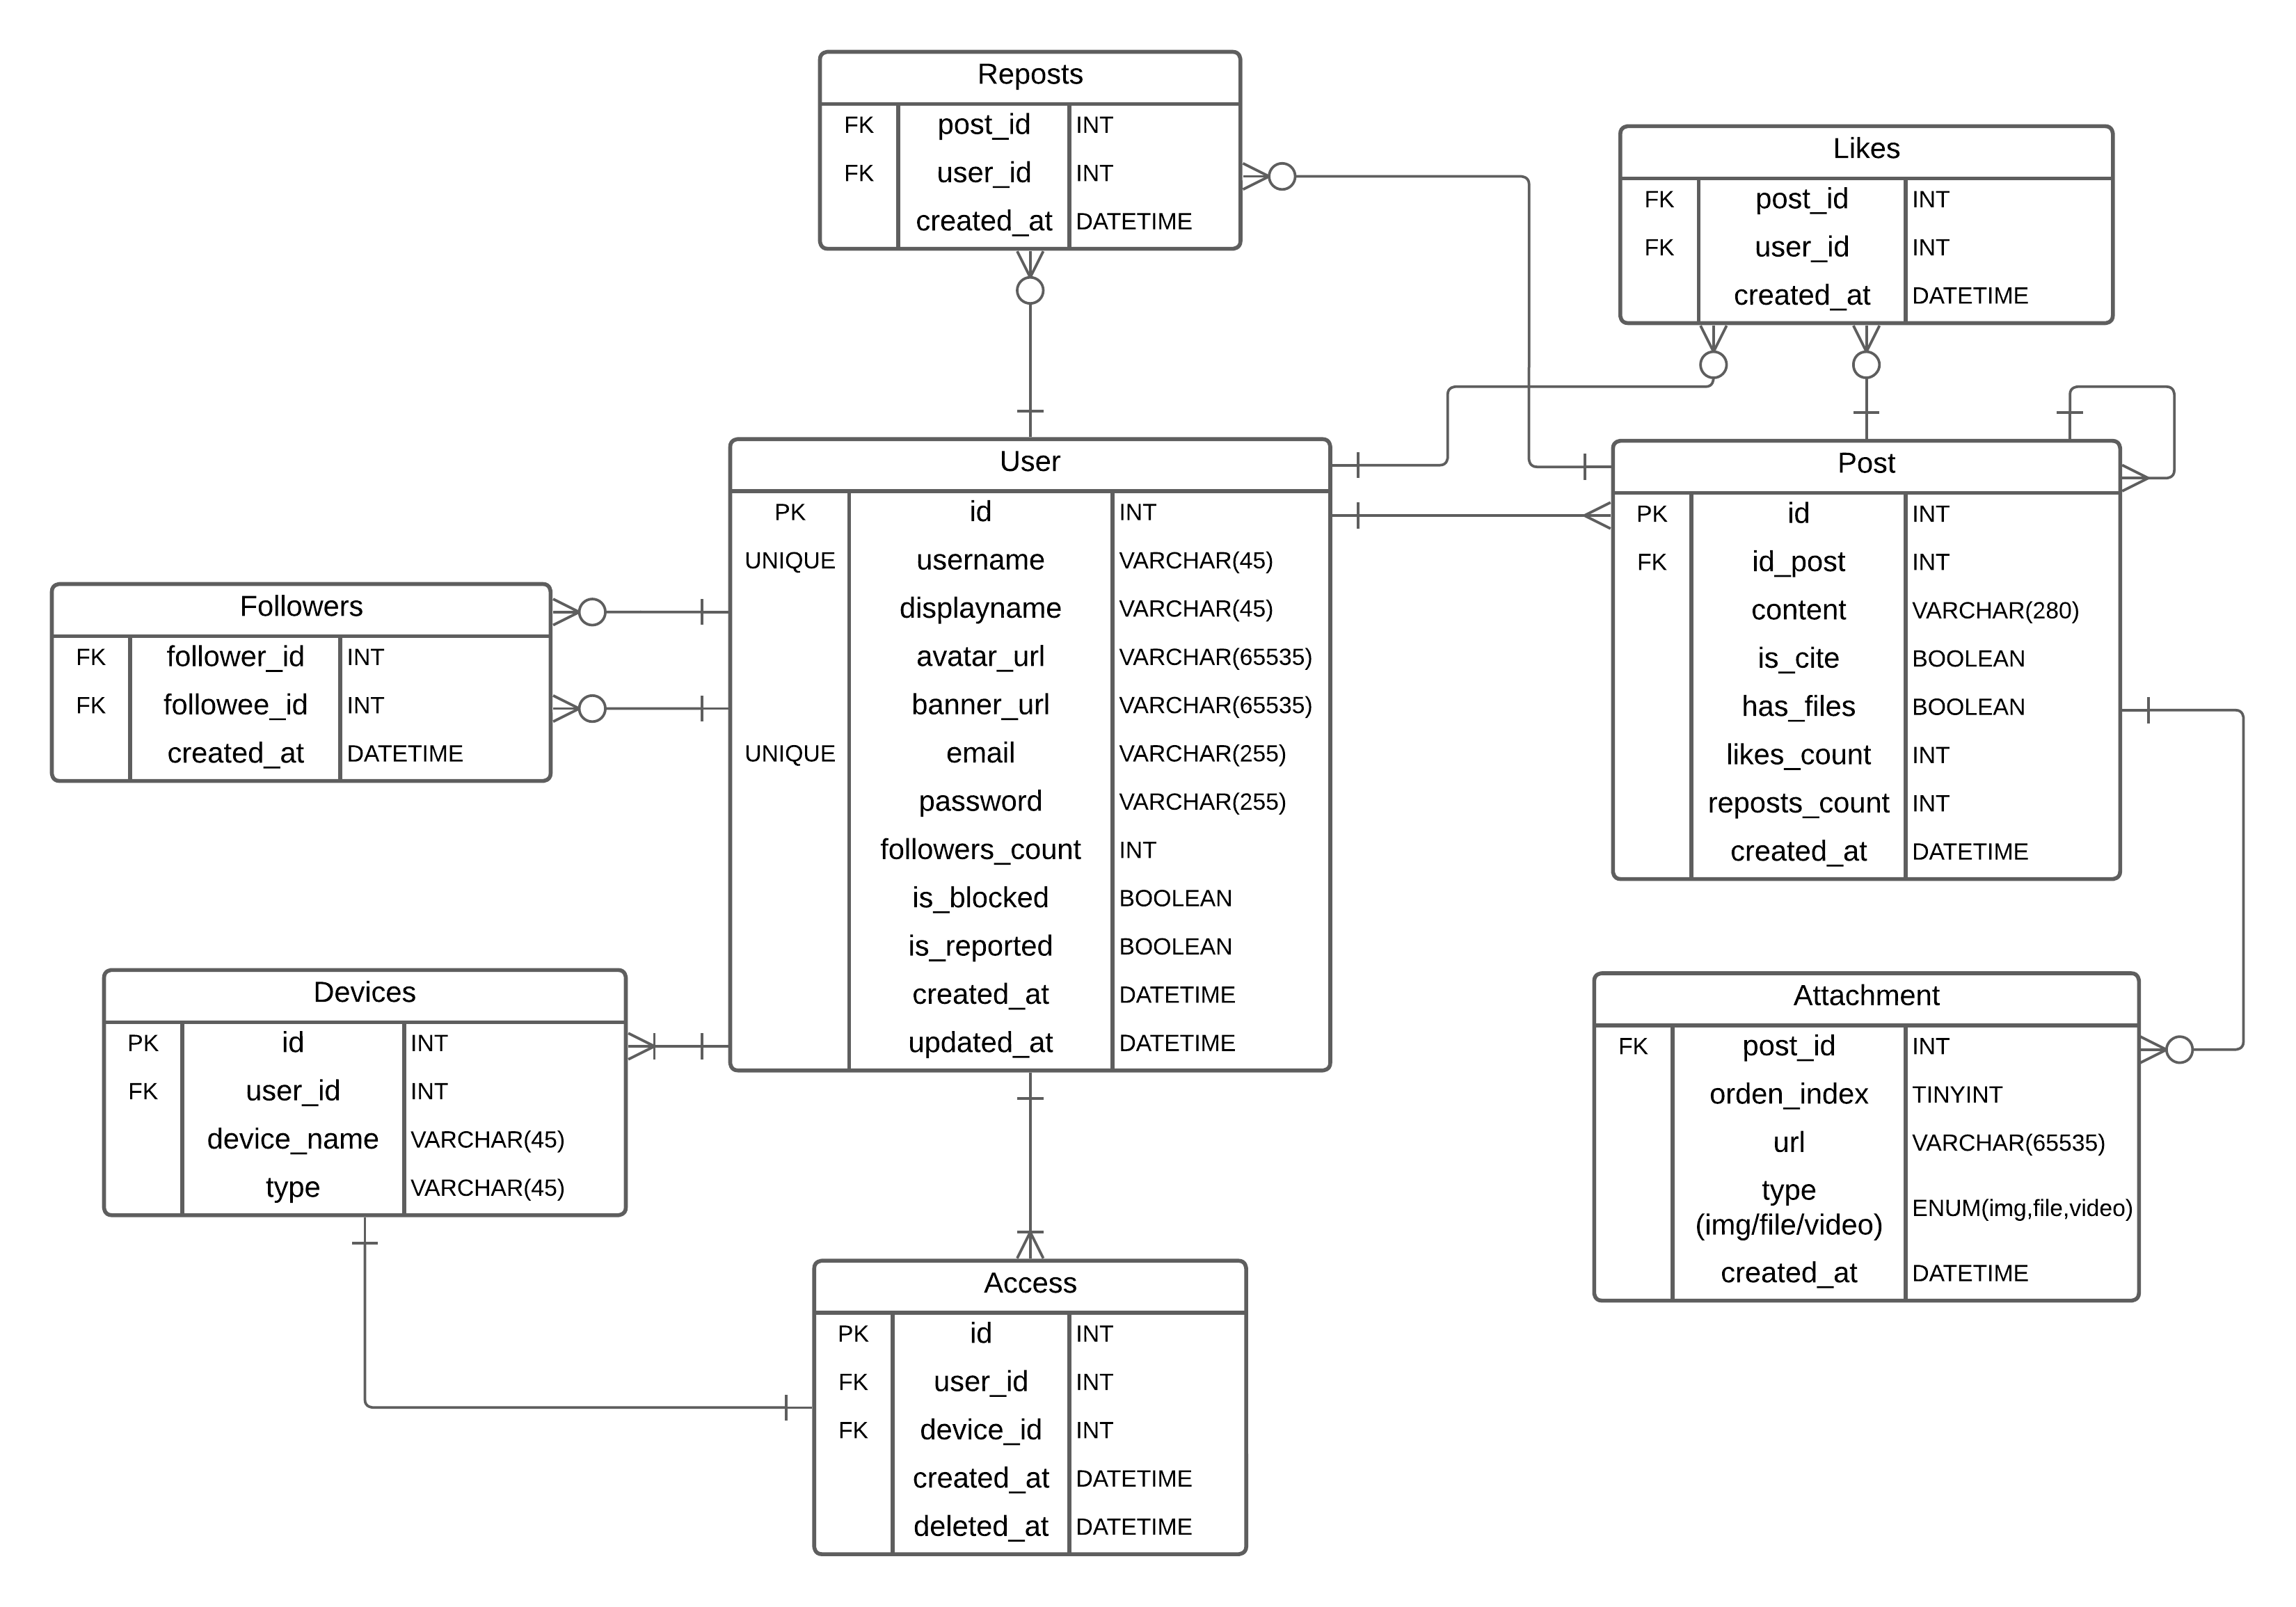 Reposts
FK post_id INT
FK user_id INT
created_at DATETIME
Likes
FK post_id INT
FK user_id INT
created_at DATETIME
User
PK id INT
UNIQUE username VARCHAR(45)
displayname VARCHAR(45)
avatar_url VARCHAR(65535)
banner_url VARCHAR(65535)
UNIQUE email VARCHAR(255)
password VARCHAR(255)
followers_count INT
is_blocked BOOLEAN
is_reported BOOLEAN
created_at DATETIME
updated_at DATETIME
Post
PK id INT
FK id_post INT
content VARCHAR(280)
is_cite BOOLEAN
has_files BOOLEAN
likes_count INT
reposts_count INT
created_at DATETIME
Followers
FK follower_id INT
FK followee_id INT
created_at DATETIME
Devices
PK id INT
FK user_id INT
device_name VARCHAR(45)
type VARCHAR(45)
Attachment
FK post_id INT
orden_index TINYINT
url VARCHAR(65535)
type
(img/file/video) ENUM(img,file,video)
created_at DATETIME
Access
PK id INT
FK user_id INT
FK device_id INT
created_at DATETIME
deleted_at DATETIME